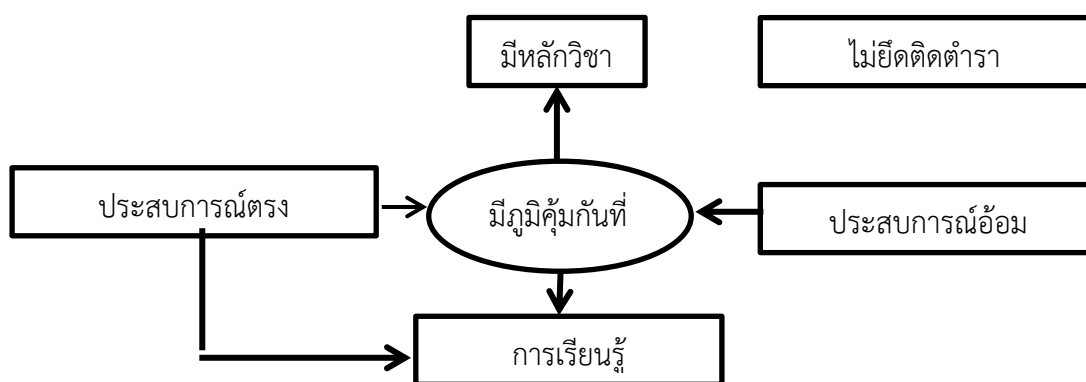 มีหลักวิชา
ไม่ยึดติดตำรา
ประสบการณ์ตรง
มีภูมิคุ้มกันที่
ประสบการณ์อ้อม
การเรียนรู้